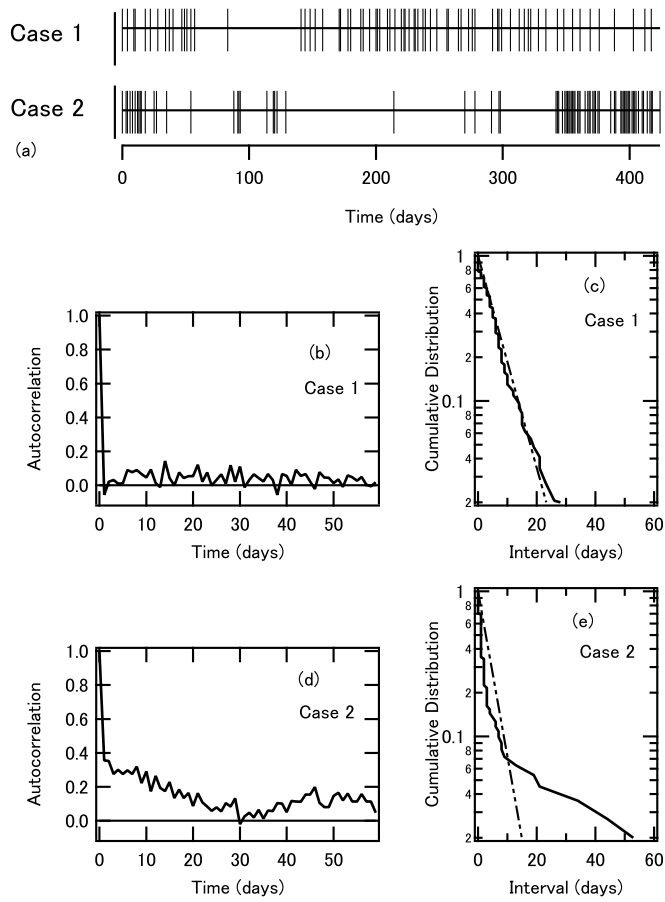 Case 1
Case 2
(a)
0 100 200 300 400
Time (days)
1.0
0.8
0.6
0.4
0.2
0.0
Autocorrelation
(b)
Case 1
0 10 20 30 40 50
Time (days)
1
8
6
4
2
0.1
8
6
4
2
Cumulative Distribution
(c)
Case 1
0 20 40 60
Interval (days)
1.0
0.8
0.6
0.4
0.2
0.0
Autocorrelation
(d)
Case 2
0 10 20 30 40 50
Time (days)
1
8
6
4
2
0.1
8
6
4
2
Cumulative Distribution
(e)
Case 2
0 20 40 60
Interval (days)